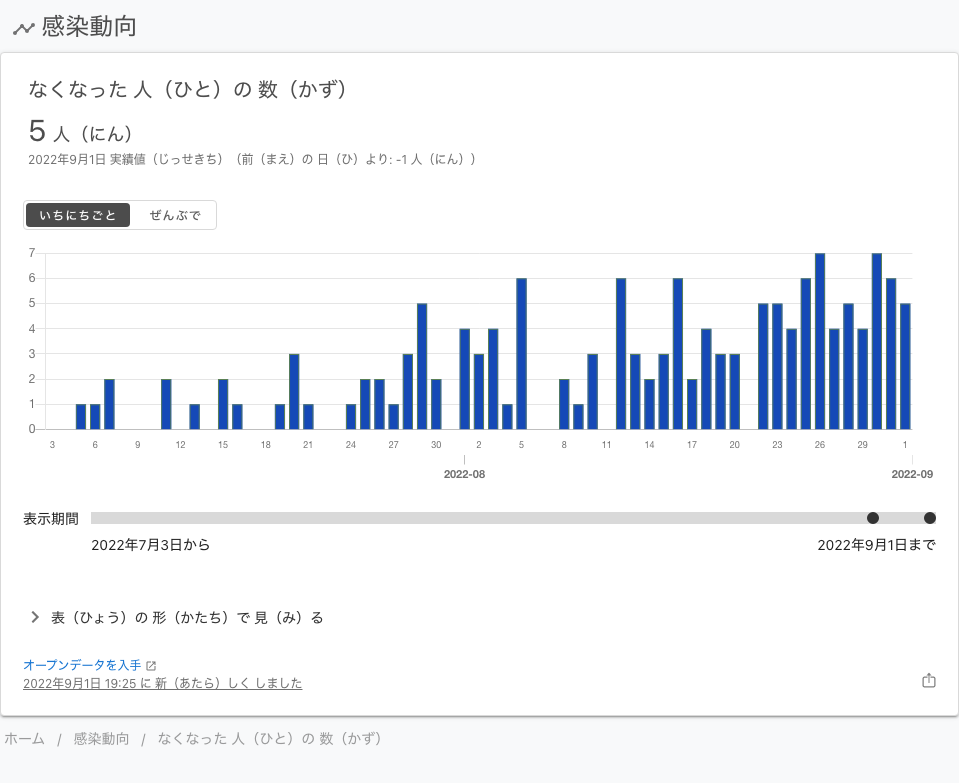 感染動向
なくなった 人（ひと）の 数（かず）
5 人（にん）
2022年9月1日 実績値（じっせきち）（前（まえ）の 日（ひ）より: -1 人（にん））
いちにちごと ぜんぶで
7
6
5
4
3
2
1
0
3 6 9 12 15 18 21 24 27 30 2 5 8 11 14 17 20 23 26 29 1
2022-08 2022-09
表示期間
2022年7月3日から 2022年9月1日まで
表（ひょう）の 形（かたち）で 見（み）る
オープンデータを入手
2022年9月1日 19:25 に 新（あたら）しく しました
ホーム / 感染動向 / なくなった 人（ひと）の 数（かず）